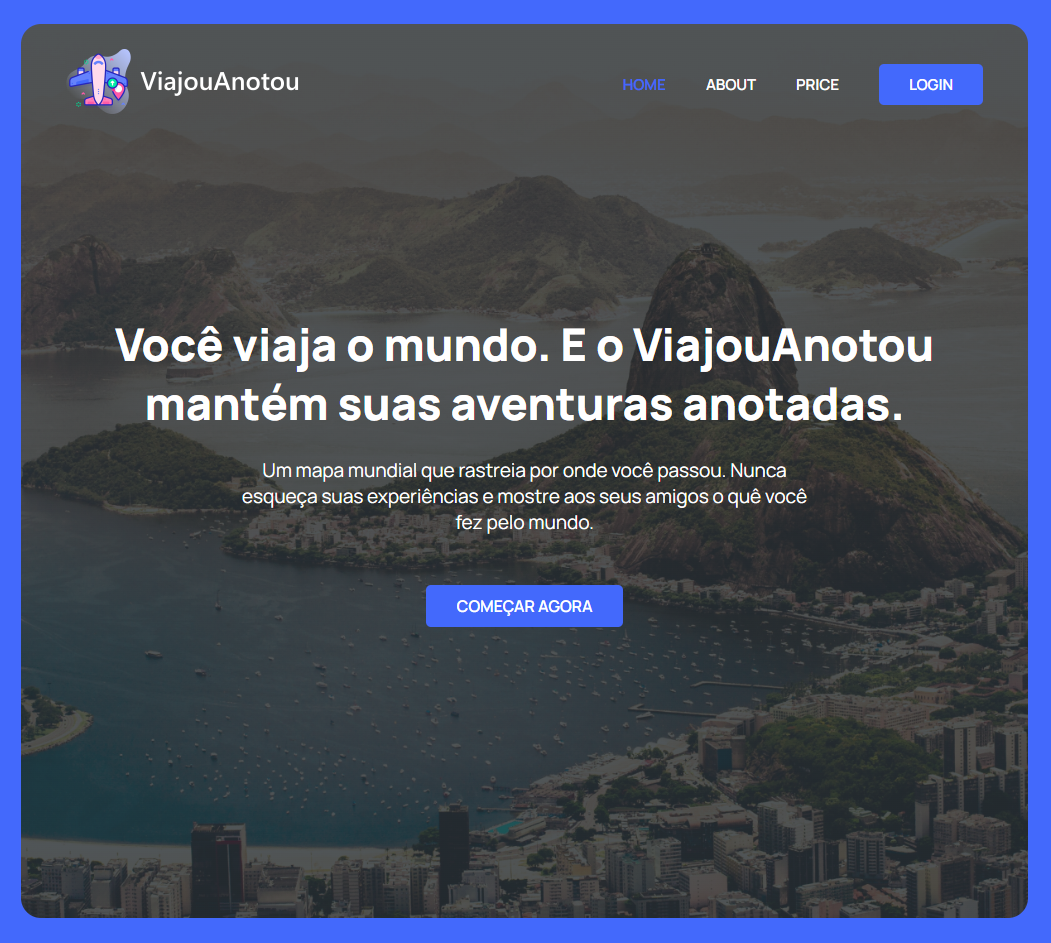 ViajouAnotou
HOME ABOUT PRICE LOGIN
Você viaja o mundo. E o ViajouAnotou
mantém suas aventuras anotadas.
Um mapa mundial que rastreia por onde você passou. Nunca
esqueça suas experiências e mostre aos seus amigos o quê você
fez pelo mundo.
COMEÇAR AGORA